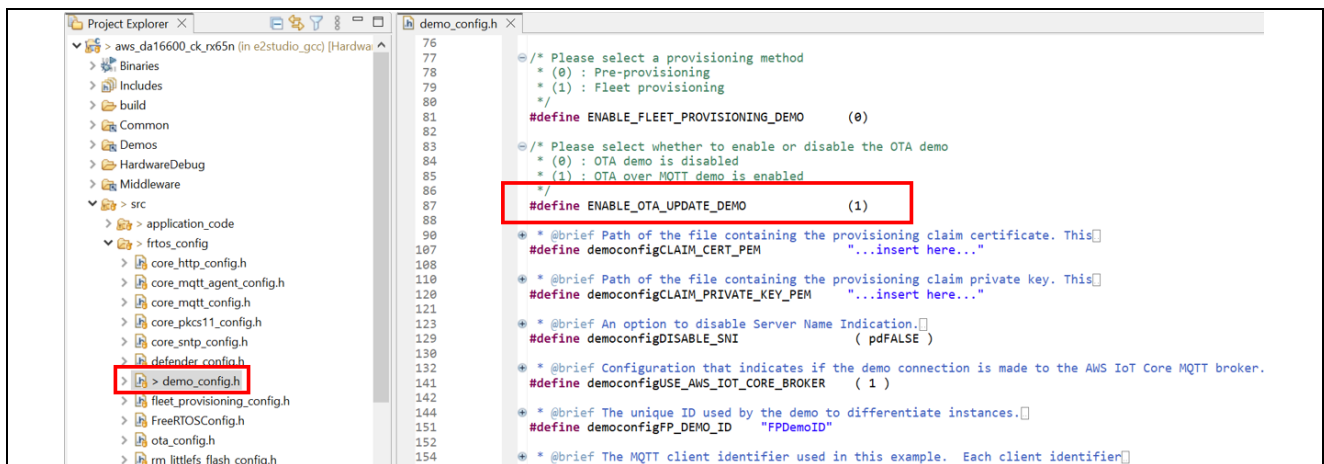 Project Explorer
aws_da16600_ck_rx65n (in e2studio_gcc) [Hardwa
Binaries
Includes
build
Common
Demos
HardwareDebug
Middleware
> src
> application_code
> frtos_config
core_http_config.h
core_mqtt_agent_config.h
core_mqtt_config.h
core_pkcs11_config.h
core_sntp_config.h
defender_config.h
> demo_config.h
fleet_provisioning_config.h
FreeRTOSConfig.h
ota_config.h
rm_littlefs_flash_config.h
demo_config.h
76
77 /* Please select a provisioning method
78 * (0) : Pre-provisioning
79 * (1) : Fleet provisioning
80 */
81 #define ENABLE_FLEET_PROVISIONING_DEMO (0)
82
83 /* Please select whether to enable or disable the OTA demo
84 * (0) : OTA demo is disabled
85 * (1) : OTA over MQTT demo is enabled
86 */
87 #define ENABLE_OTA_UPDATE_DEMO (1)
88
90 * @brief Path of the file containing the provisioning claim certificate. This
107 #define democonfigCLAIM_CERT_PEM "...insert here..."
108
110 * @brief Path of the file containing the provisioning claim private key. This
120 #define democonfigCLAIM_PRIVATE_KEY_PEM "...insert here..."
121
123 * @brief An option to disable Server Name Indication.
129 #define democonfigDISABLE_SNI ( pdFALSE )
130
132 * @brief Configuration that indicates if the demo connection is made to the AWS IoT Core MQTT broker.
141 #define democonfigUSE_AWS_IOT_CORE_BROKER ( 1 )
142
144 * @brief The unique ID used by the demo to differentiate instances.
151 #define democonfigFP_DEMO_ID "FPDemoID"
152
154 * @brief The MQTT client identifier used in this example. Each client identifier